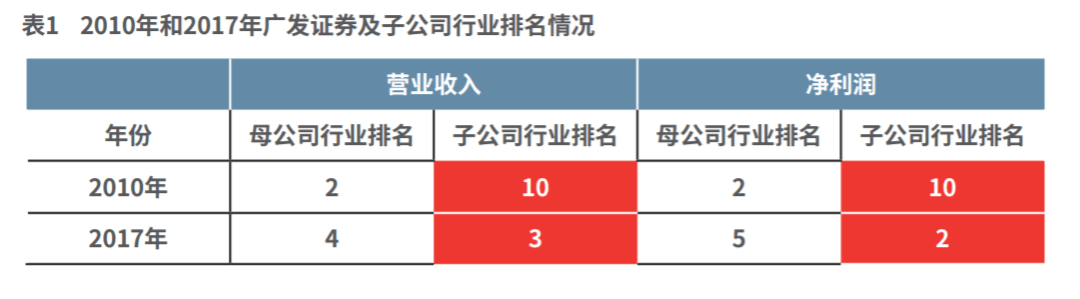 表1 2010年和2017年广发证券及子公司行业排名情况
营业收入 净利润
年份 母公司行业排名 子公司行业排名 母公司行业排名 子公司行业排名
2010年 2 10 2 10
2017年 4 3 5 2